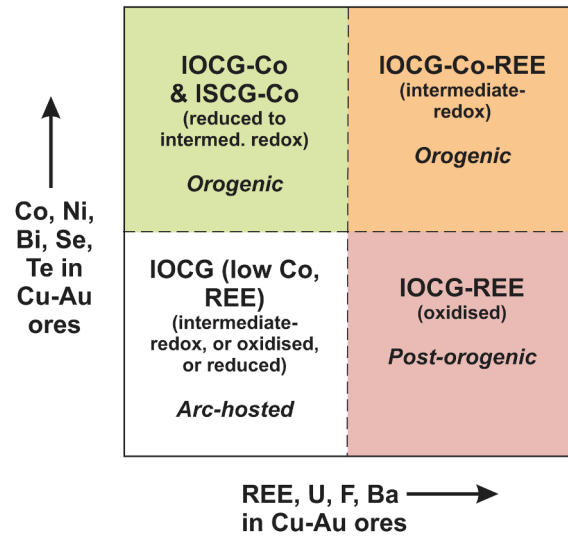 IOCG-Co
& ISCG-Co
(reduced to
intermed. redox)
Orogenic
IOCG-Co-REE
(intermediate-
redox)
Orogenic
Co, Ni,
Bi, Se,
Te in
Cu-Au
ores
IOCG (low Co,
REE)
(intermediate-
redox, or oxidised,
or reduced)
Arc-hosted
IOCG-REE
(oxidised)
Post-orogenic
REE, U, F, Ba
in Cu-Au ores